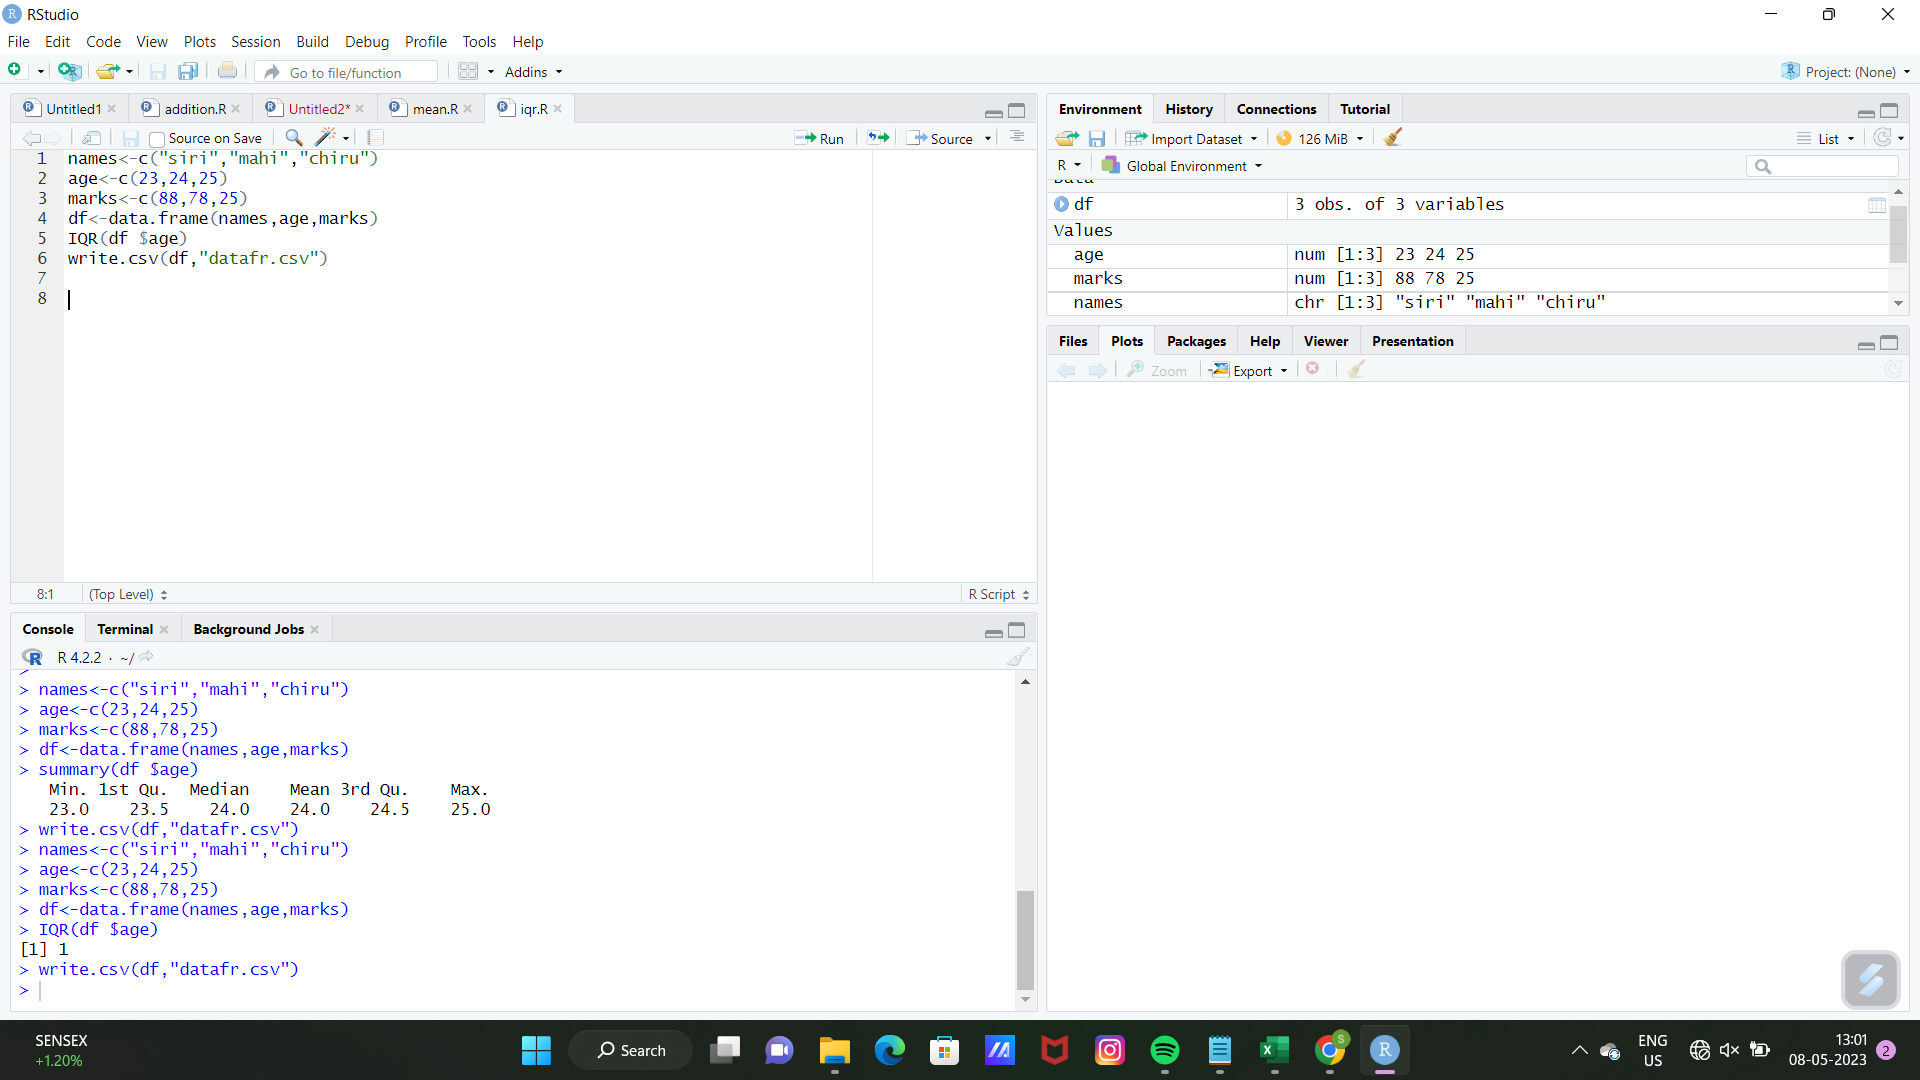 RStudio
File Edit Code View Plots Session Build Debug Profile Tools Help
Go to file/function Addins Project: (None)
Untitled1 addition.R Untitled2* mean.R iqr.R
Source on Save Run Source
1 names<-c("siri","mahi","chiru")
2 age<-c(23,24,25)
3 marks<-c(88,78,25)
4 df<-data.frame(names,age,marks)
5 IQR(df $age)
6 write.csv(df,"datafr.csv")
7
8
8:1 (Top Level) R Script
Console Terminal Background Jobs
R 4.2.2 · ~/
> names<-c("siri","mahi","chiru")
> age<-c(23,24,25)
> marks<-c(88,78,25)
> df<-data.frame(names,age,marks)
> summary(df $age)
Min. 1st Qu. Median Mean 3rd Qu. Max.
23.0 23.5 24.0 24.0 24.5 25.0
> write.csv(df,"datafr.csv")
> names<-c("siri","mahi","chiru")
> age<-c(23,24,25)
> marks<-c(88,78,25)
> df<-data.frame(names,age,marks)
> IQR(df $age)
[1] 1
> write.csv(df,"datafr.csv")
>
Environment History Connections Tutorial
Import Dataset 126 MiB List
R Global Environment
Data
df 3 obs. of 3 variables
Values
age num [1:3] 23 24 25
marks num [1:3] 88 78 25
names chr [1:3] "siri" "mahi" "chiru"
Files Plots Packages Help Viewer Presentation
Zoom Export
SENSEX
+1.20%
Search
ENG
US
13:01
08-05-2023
2